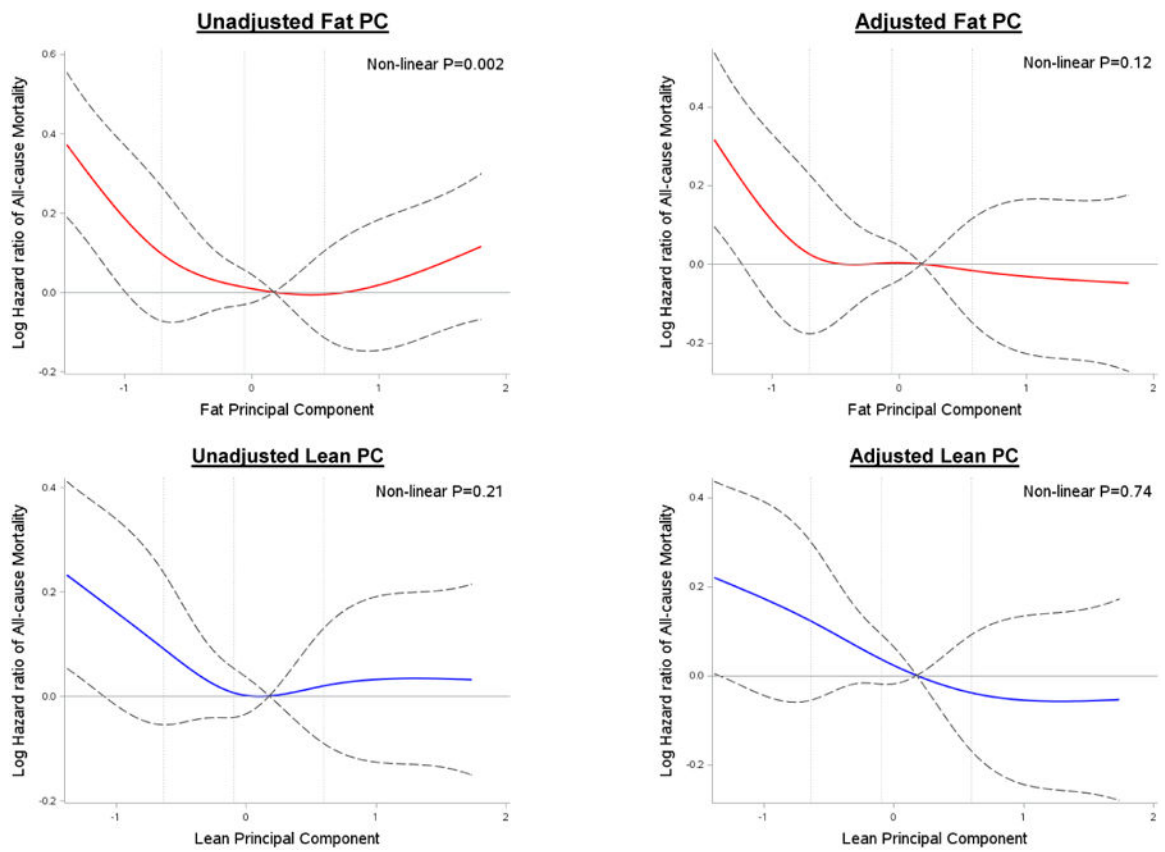 Unadjusted Fat PC
Non-linear P=0.002
Log Hazard ratio of All-cause Mortality
0.6
0.4
0.2
0.0
-0.2
-1
0
1
2
Fat Principal Component
Adjusted Fat PC
Non-linear P=0.12
Log Hazard ratio of All-cause Mortality
0.4
0.2
0.0
-0.2
-1
0
1
2
Fat Principal Component
Unadjusted Lean PC
Non-linear P=0.21
Log Hazard ratio of All-cause Mortality
0.4
0.2
0.0
-0.2
-1
0
1
2
Lean Principal Component
Adjusted Lean PC
Non-linear P=0.74
Log Hazard ratio of All-cause Mortality
0.4
0.2
0.0
-0.2
-1
0
1
2
Lean Principal Component